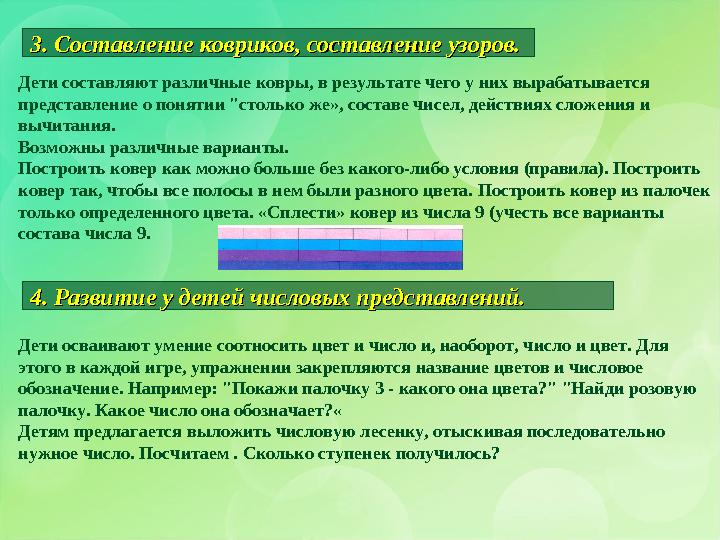 3. Составление ковриков, составление узоров.
Дети составляют различные ковры, в результате чего у них вырабатывается
представление о понятии "столько же», составе чисел, действиях сложения и
вычитания.
Возможны различные варианты.
Построить ковер как можно больше без какого-либо условия (правила). Построить
ковер так, чтобы все полосы в нем были разного цвета. Построить ковер из палочек
только определенного цвета. «Сплести» ковер из числа 9 (учесть все варианты
состава числа 9.
4. Развитие у детей числовых представлений.
Дети осваивают умение соотносить цвет и число и, наоборот, число и цвет. Для
этого в каждой игре, упражнении закрепляются название цветов и числовое
обозначение. Например: "Покажи палочку 3 - какого она цвета?" "Найди розовую
палочку. Какое число она обозначает?«
Детям предлагается выложить числовую лесенку, отыскивая последовательно
нужное число. Посчитаем . Сколько ступенек получилось?